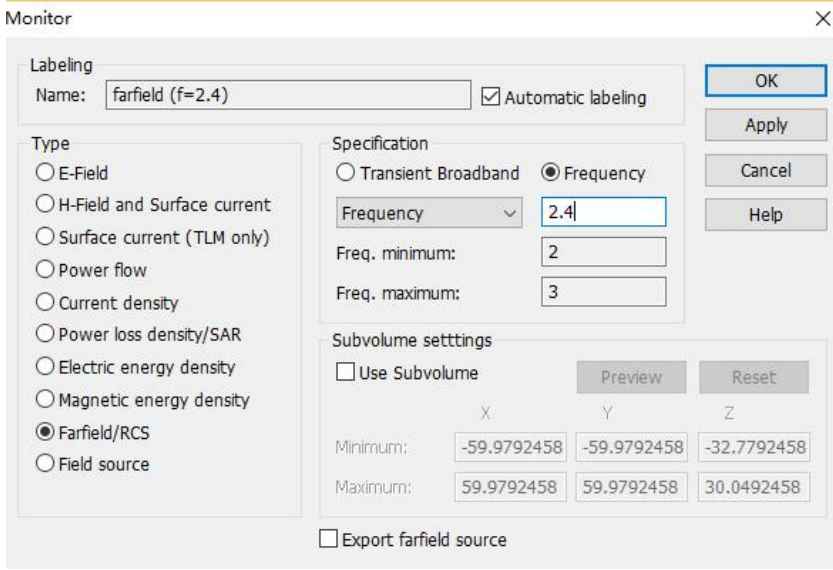 Monitor
Labeling
Name: farfield (f=2.4) Automatic labeling
OK
Apply
Cancel
Help
Type
E-Field
H-Field and Surface current
Surface current (TLM only)
Power flow
Current density
Power loss density/SAR
Electric energy density
Magnetic energy density
Farfield/RCS
Field source
Specification
Transient Broadband Frequency
Frequency 2.4
Freq. minimum: 2
Freq. maximum: 3
Subvolume setttings
Use Subvolume Preview Reset
X Y Z
Minimum: -59.9792458 -59.9792458 -32.7792458
Maximum: 59.9792458 59.9792458 30.0492458
Export farfield source